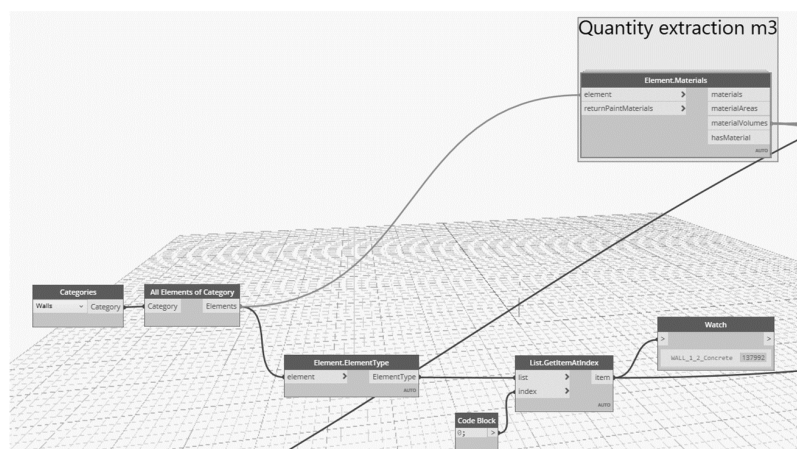 Quantity extraction m3
Element.Materials
element > materials
returnPaintMaterials > materialAreas
materialVolumes
hasMaterial
AUTO
Categories
Walls Category
All Elements of Category
Category Elements
Element.ElementType
element > ElementType
AUTO
List.GetItemAtIndex
list > item
index >
AUTO
Watch
> >
WALL_1_2_Concrete 137992
Code Block
0; >